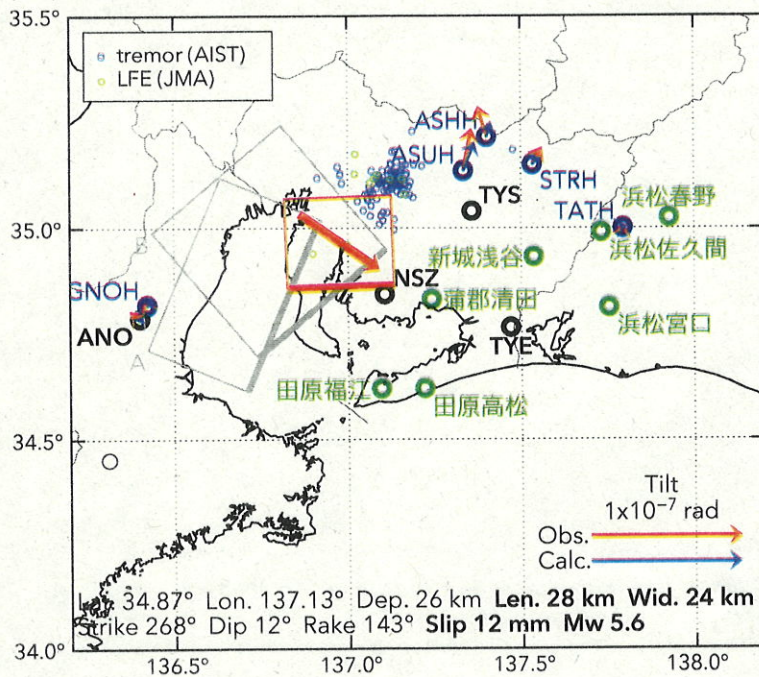 35.5°
tremor (AIST)
LFE (JMA)
ASHH
ASUH
STRH
TYS
浜松春野
TATH
35.0°
浜松佐久間
新城浅谷
B
NSZ
GNOH
蒲郡清田
浜松宮口
ANO
TYE
A
田原福江
田原高松
34.5°
Tilt
1x10⁻⁷ rad
Obs.
Calc.
34.87° Lon. 137.13° Dep. 26 km Len. 28 km Wid. 24 km
Strike 268° Dip 12° Rake 143° Slip 12 mm Mw 5.6
34.0°
136.5° 137.0° 137.5° 138.0°